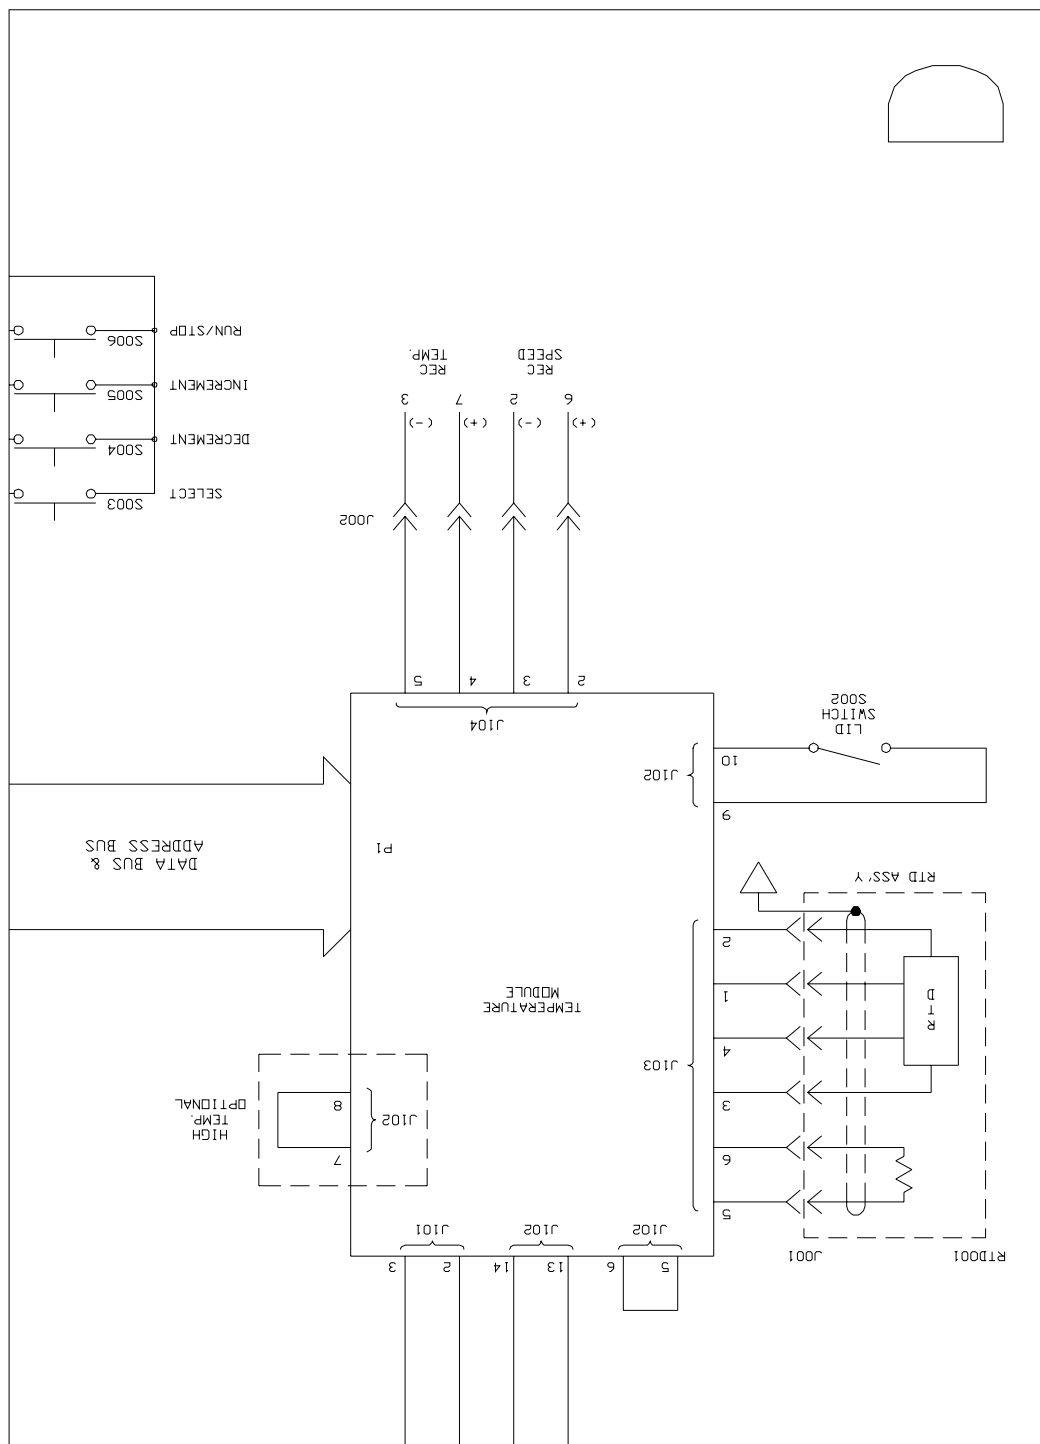 5
6
13
14
2
3
J102
J102
J101
RTD001
J001
5
6
3
4
1
2
J103
RTD
RTD ASS'Y
7
8
J102
HIGH
TEMP.
OPTIONAL
TEMPERATURE
MODULE
P1
DATA BUS &
ADDRESS BUS
9
10
J102
LID
SWITCH
S002
J104
2
3
4
5
J002
(+)
(-)
(+)
(-)
6
2
7
3
REC
SPEED
REC
TEMP.
SELECT
S003
DECREMENT
S004
INCREMENT
S005
RUN/STOP
S006